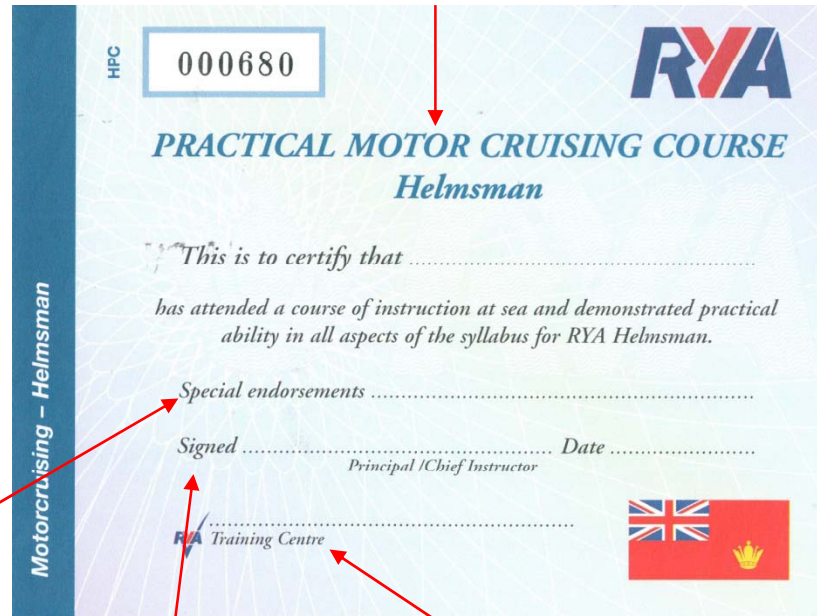 HPC
000680
RYA
PRACTICAL MOTOR CRUISING COURSE
Helmsman
This is to certify that ..........................................................
has attended a course of instruction at sea and demonstrated practical
ability in all aspects of the syllabus for RYA Helmsman.
Special endorsements ................................................................
Signed ..................................................... Date .........................
Principal /Chief Instructor
..............................................................
RYA Training Centre
Motorcruising – Helmsman